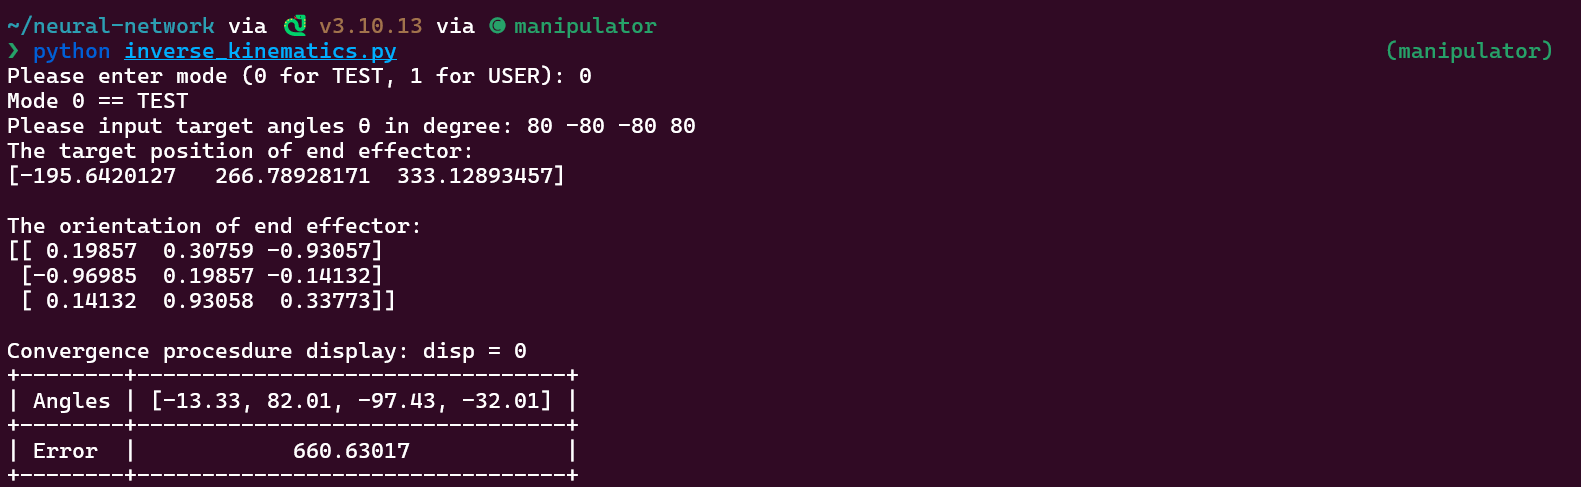 ~/neural-network via 🐍 v3.10.13 via © manipulator
❯ python inverse_kinematics.py (manipulator)
Please enter mode (0 for TEST, 1 for USER): 0
Mode 0 == TEST
Please input target angles θ in degree: 80 -80 -80 80
The target position of end effector:
[-195.6420127   266.78928171  333.12893457]

The orientation of end effector:
[[ 0.19857  0.30759 -0.93057]
 [-0.96985  0.19857 -0.14132]
 [ 0.14132  0.93058  0.33773]]

Convergence procesdure display: disp = 0
+--------+---------------------------------+
| Angles | [-13.33, 82.01, -97.43, -32.01] |
+--------+---------------------------------+
| Error  |            660.63017            |
+--------+---------------------------------+